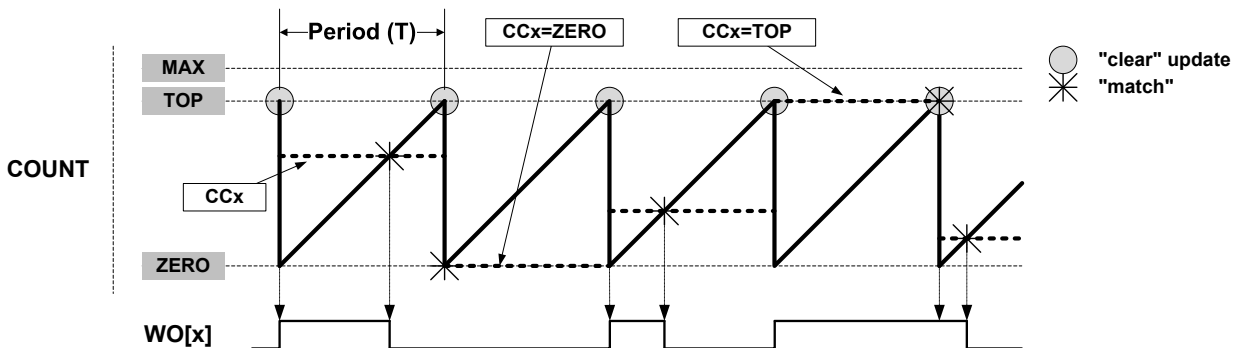 Period (T)
CCx=ZERO
CCx=TOP
"clear" update
"match"
MAX
TOP
COUNT
CCx
ZERO
WO[x]